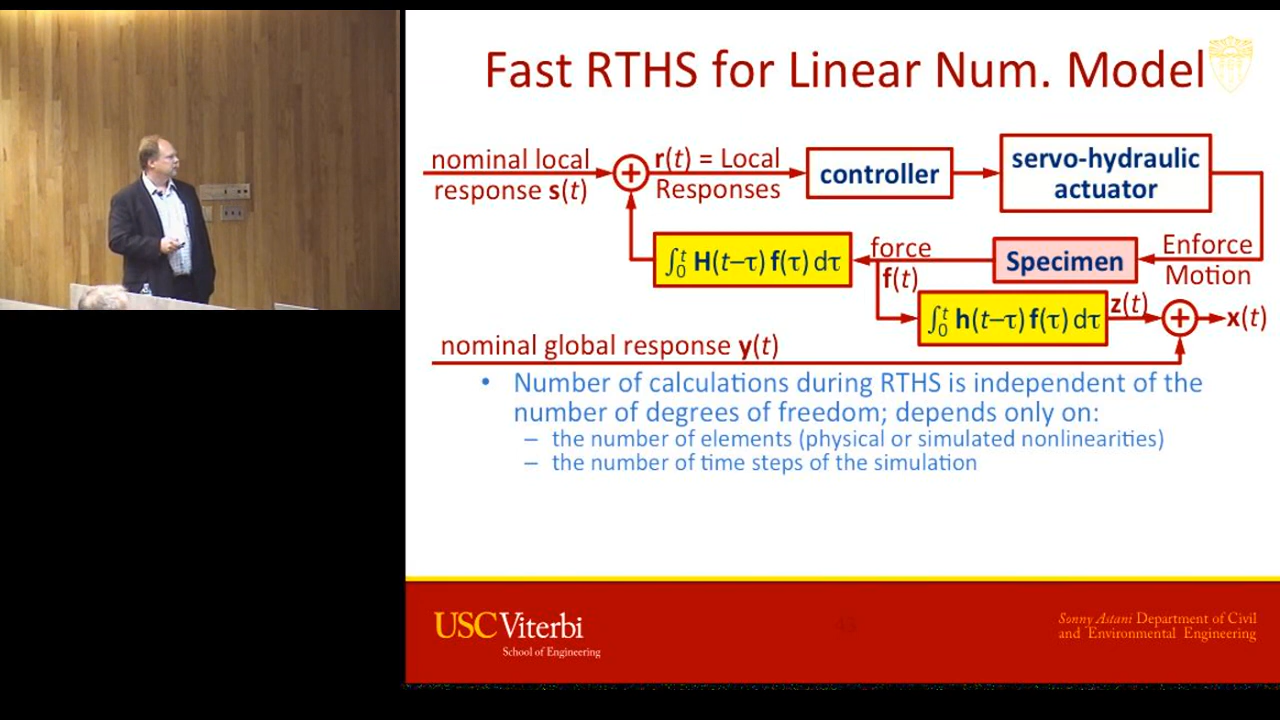 Fast RTHS for Linear Num. Model
nominal local
response s(t)
+
r(t) = Local
Responses
controller
servo-hydraulic
actuator
∫₀ᵗ H(t–τ) f(τ) dτ
force
f(t)
Specimen
Enforce
Motion
∫₀ᵗ h(t–τ) f(τ) dτ
z(t)
+
x(t)
nominal global response y(t)
• Number of calculations during RTHS is independent of the
number of degrees of freedom; depends only on:
– the number of elements (physical or simulated nonlinearities)
– the number of time steps of the simulation
USC Viterbi
School of Engineering
43
Sonny Astani Department of Civil
and Environmental Engineering